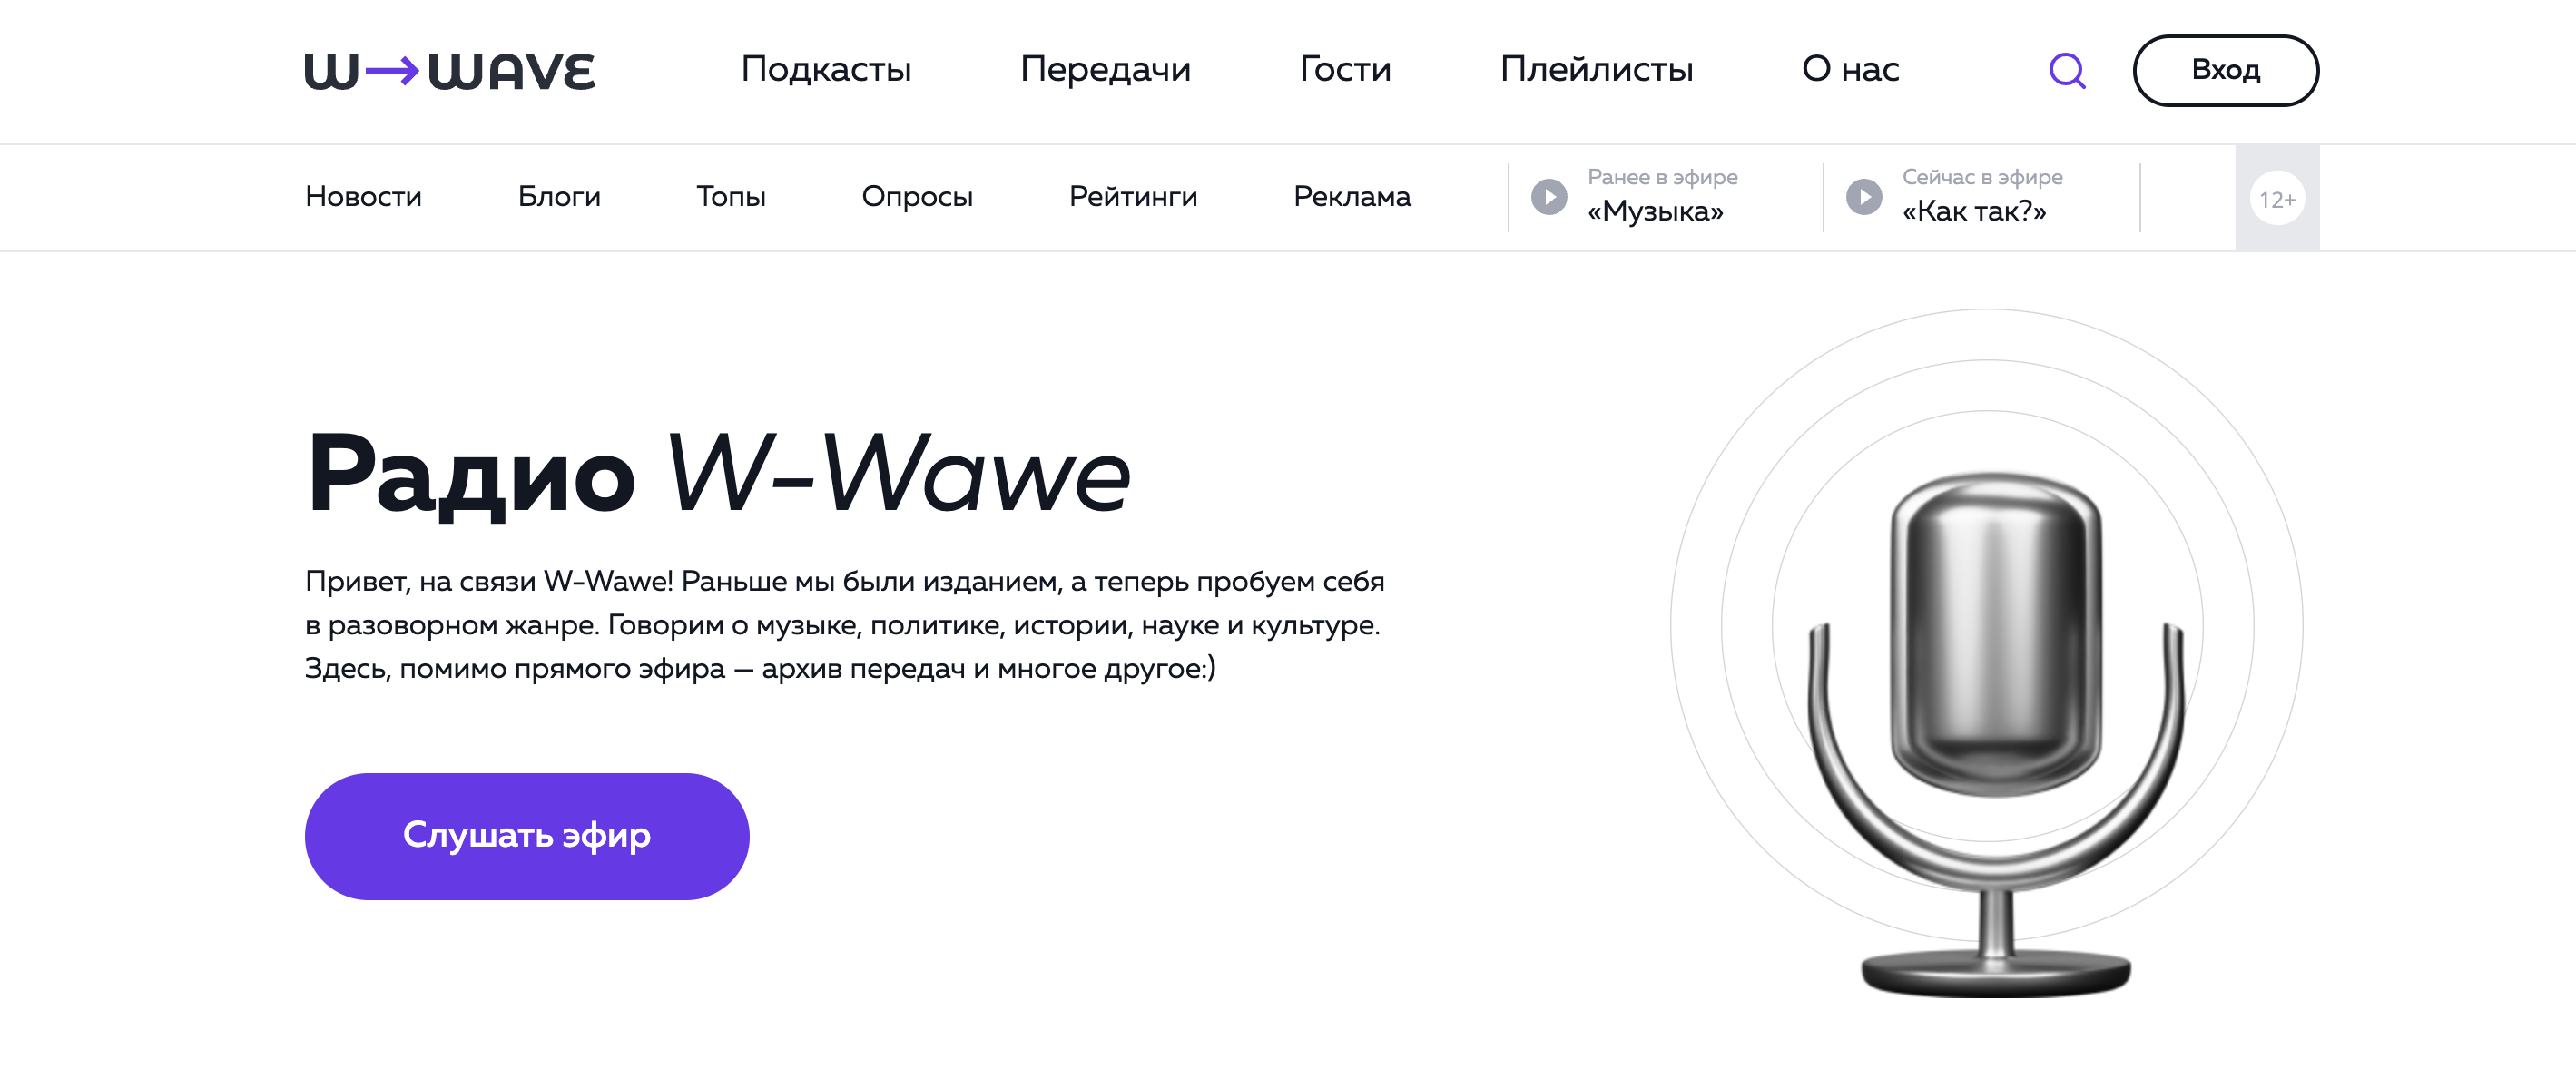 W→WAVE
Подкасты
Передачи
Гости
Плейлисты
О нас
Вход
Новости
Блоги
Топы
Опросы
Рейтинги
Реклама
Ранее в эфире
«Музыка»
Сейчас в эфире
«Как так?»
12+
Радио W-Wawe
Привет, на связи W-Wawe! Раньше мы были изданием, а теперь пробуем себя
в разоворном жанре. Говорим о музыке, политике, истории, науке и культуре.
Здесь, помимо прямого эфира — архив передач и многое другое:)
Слушать эфир